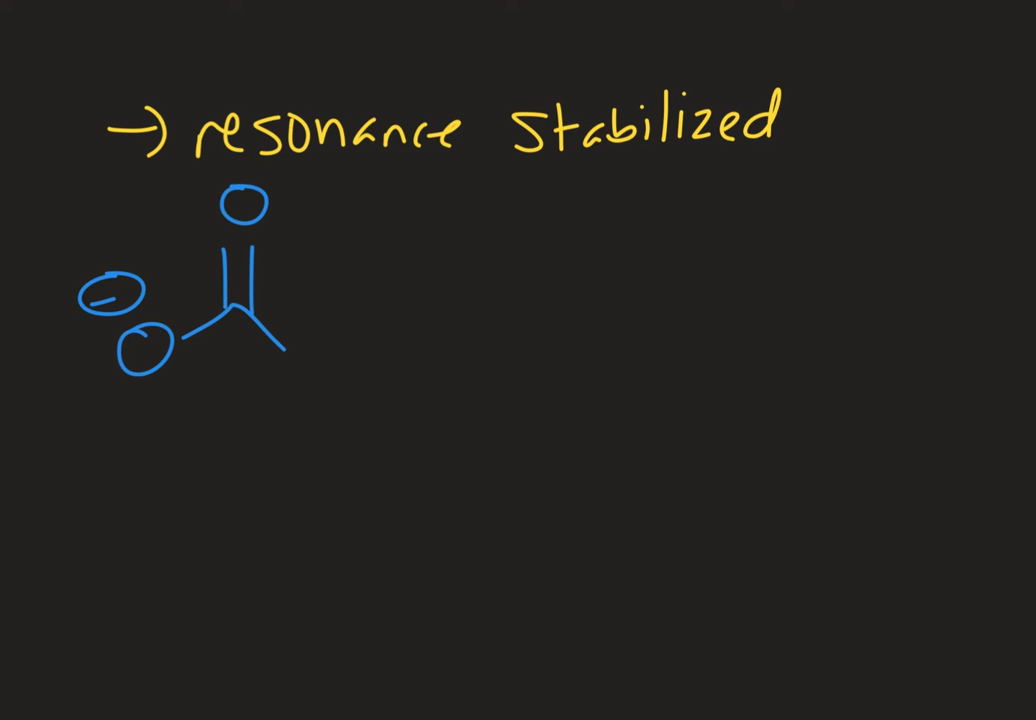 → resonance stabilized
O
⊖
O